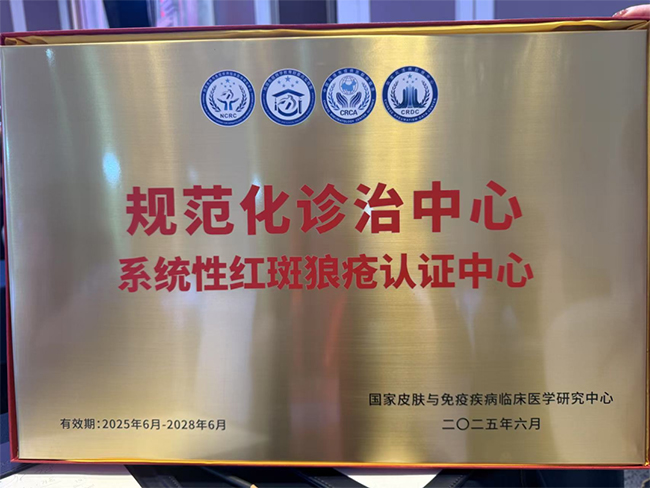 NCRC
CRCA
CRDC
规范化诊治中心
系统性红斑狼疮认证中心
国家皮肤与免疫疾病临床医学研究中心
有效期:2025年6月-2028年6月
二〇二五年六月